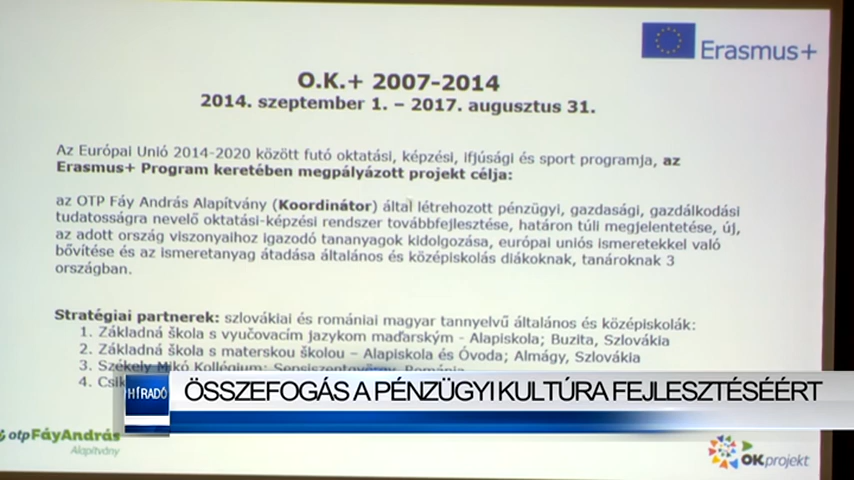 Erasmus+
O.K.+ 2007-2014
2014. szeptember 1. – 2017. augusztus 31.
Az Európai Unió 2014-2020 között futó oktatási, képzési, ifjúsági és sport programja, az
Erasmus+ Program keretében megpályázott projekt célja:
az OTP Fáy András Alapítvány (Koordinátor) által létrehozott pénzügyi, gazdasági, gazdálkodási
tudatosságra nevelő oktatási-képzési rendszer továbbfejlesztése, határon túli megjelentetése, új,
az adott ország viszonyaihoz igazodó tananyagok kidolgozása, európai uniós ismeretekkel való
bővítése és az ismeretanyag átadása általános és középiskolás diákoknak, tanároknak 3
országban.
Stratégiai partnerek: szlovákiai és romániai magyar tannyelvű általános és középiskolák:
1. Základná škola s vyučovacím jazykom maďarským - Alapiskola; Buzita, Szlovákia
2. Základná škola s materskou školou – Alapiskola és Óvoda; Almágy, Szlovákia
3. Székely Mikó Kollégium; Sepsiszentgyörgy, Románia
4. Csík
HÍRADÓ
ÖSSZEFOGÁS A PÉNZÜGYI KULTÚRA FEJLESZTÉSÉÉRT
otpFáyAndrás
Alapítvány
OKprojekt